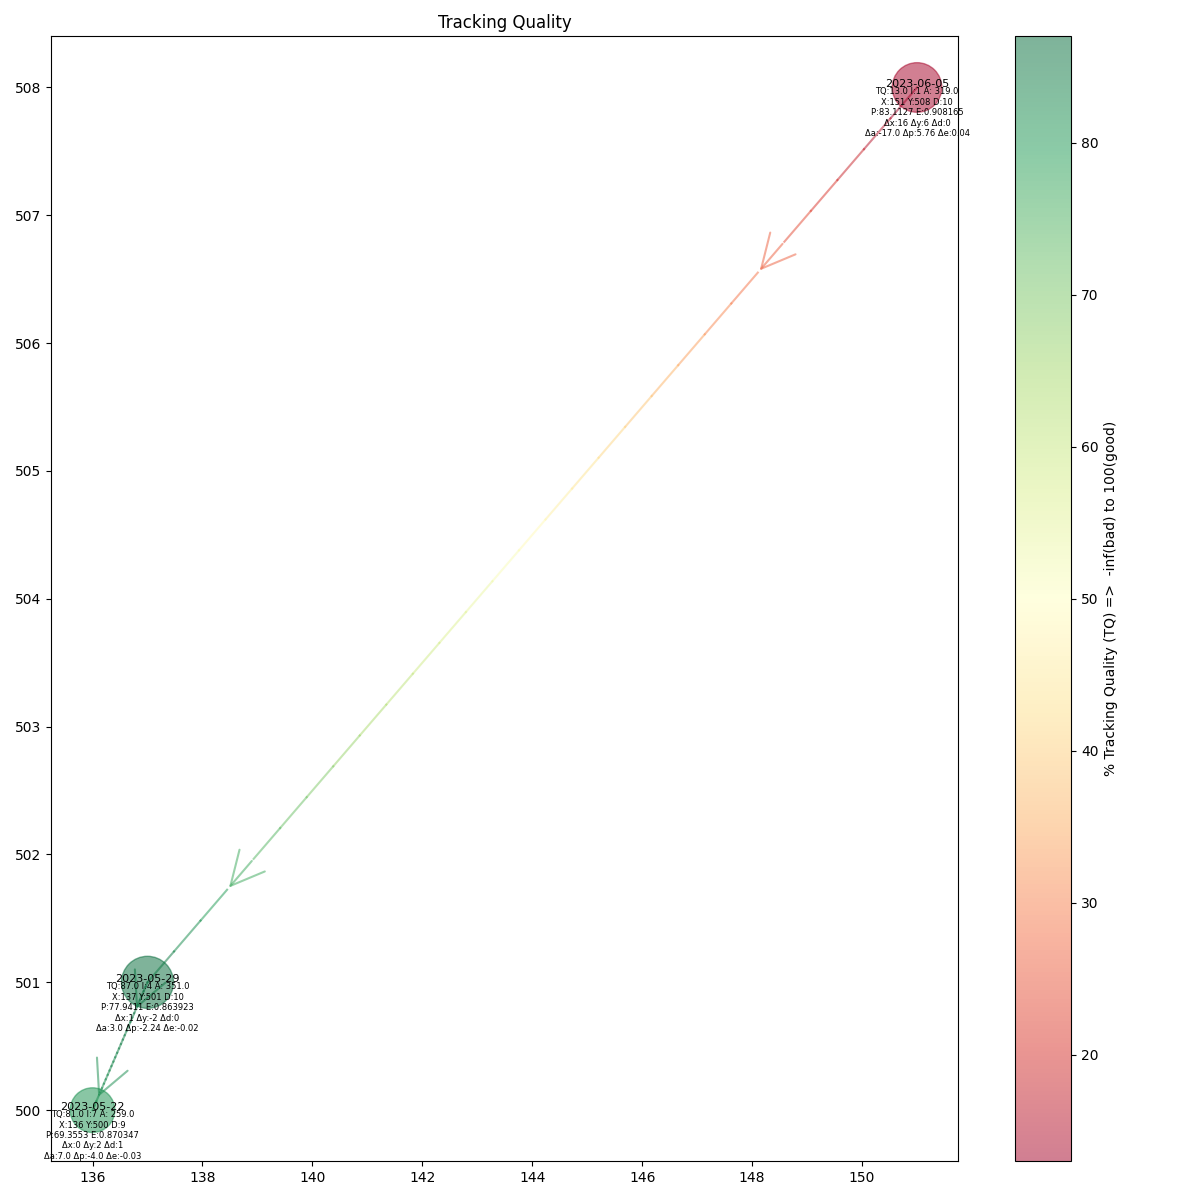 Tracking Quality
508
507
506
505
504
503
502
501
500
136
138
140
142
144
146
148
150
2023-06-05
TQ:13.0 I:1 A: 319.0
X:151 Y:508 D:10
P:83.1127 E:0.908165
Δx:16 Δy:6 Δd:0
Δa:-17.0 Δp:5.76 Δe:0.04
2023-05-29
TQ:87.0 I:4 A: 351.0
X:137 Y:501 D:10
P:77.9411 E:0.863923
Δx:1 Δy:-2 Δd:0
Δa:3.0 Δp:-2.24 Δe:-0.02
2023-05-22
TQ:81.0 I:7 A: 259.0
X:136 Y:500 D:9
P:69.3553 E:0.870347
Δx:0 Δy:2 Δd:1
Δa:7.0 Δp:-4.0 Δe:-0.03
80
70
60
50
40
30
20
% Tracking Quality (TQ) =>  -inf(bad) to 100(good)